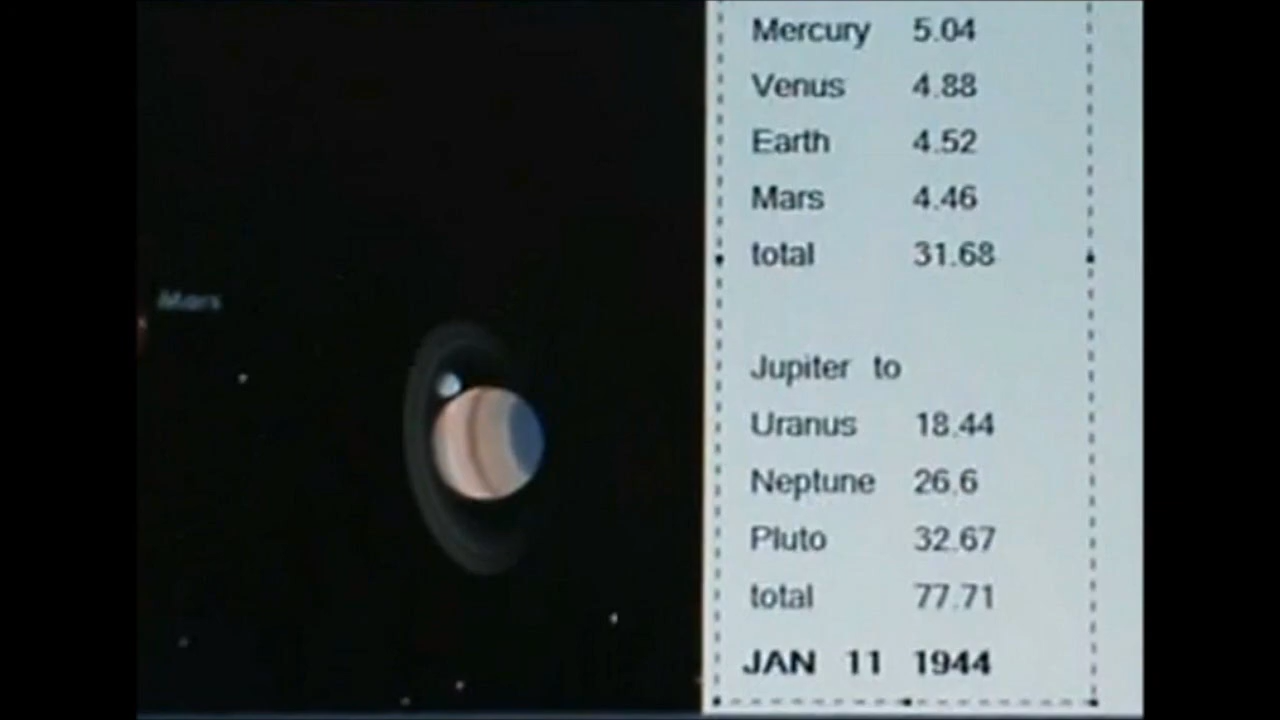 Mercury 5.04
Venus 4.88
Earth 4.52
Mars 4.46
total 31.68
Mars
Jupiter to
Uranus 18.44
Neptune 26.6
Pluto 32.67
total 77.71
JAN 11 1944